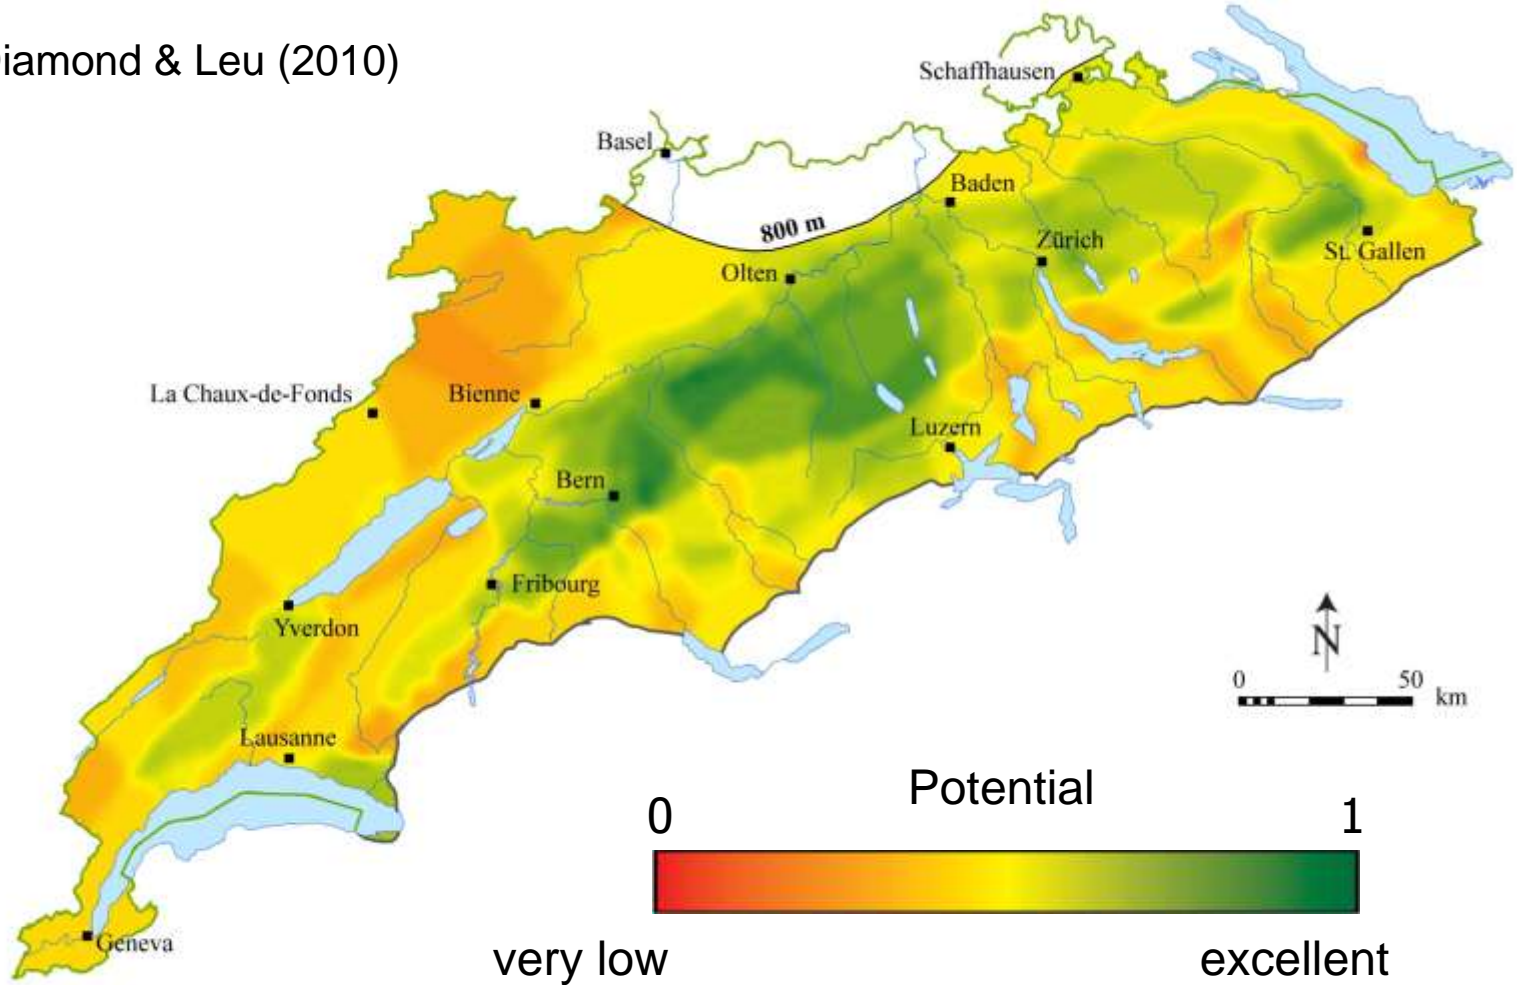 iamond & Leu (2010)
Schaffhausen
Basel
Baden
800 m
Zürich
St. Gallen
Olten
La Chaux-de-Fonds
Bienne
Luzern
Bern
Fribourg
Yverdon
N
0 50 km
Lausanne
Potential
0 1
Geneva
very low excellent